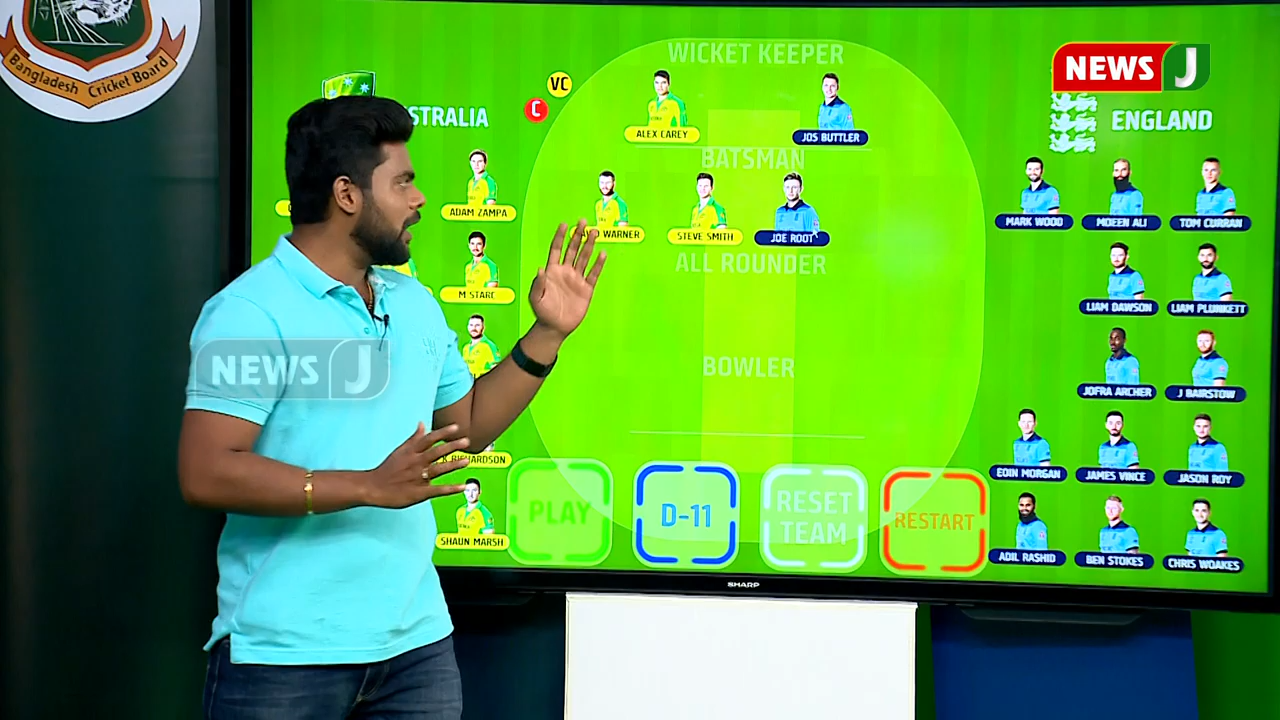 Bangladesh Cricket Board
NEWS J
WICKET KEEPER
VC
C
STRALIA
ENGLAND
ALEX CAREY
JOS BUTTLER
BATSMAN
ADAM ZAMPA
WARNER
STEVE SMITH
JOE ROOT
MARK WOOD
MOEEN ALI
TOM CURRAN
ALL ROUNDER
M STARC
LIAM DAWSON
LIAM PLUNKETT
NEWS J
BOWLER
JOFRA ARCHER
J BAIRSTOW
K RICHARDSON
EOIN MORGAN
JAMES VINCE
JASON ROY
PLAY
D-11
RESET
TEAM
RESTART
SHAUN MARSH
ADIL RASHID
BEN STOKES
CHRIS WOAKES
SHARP